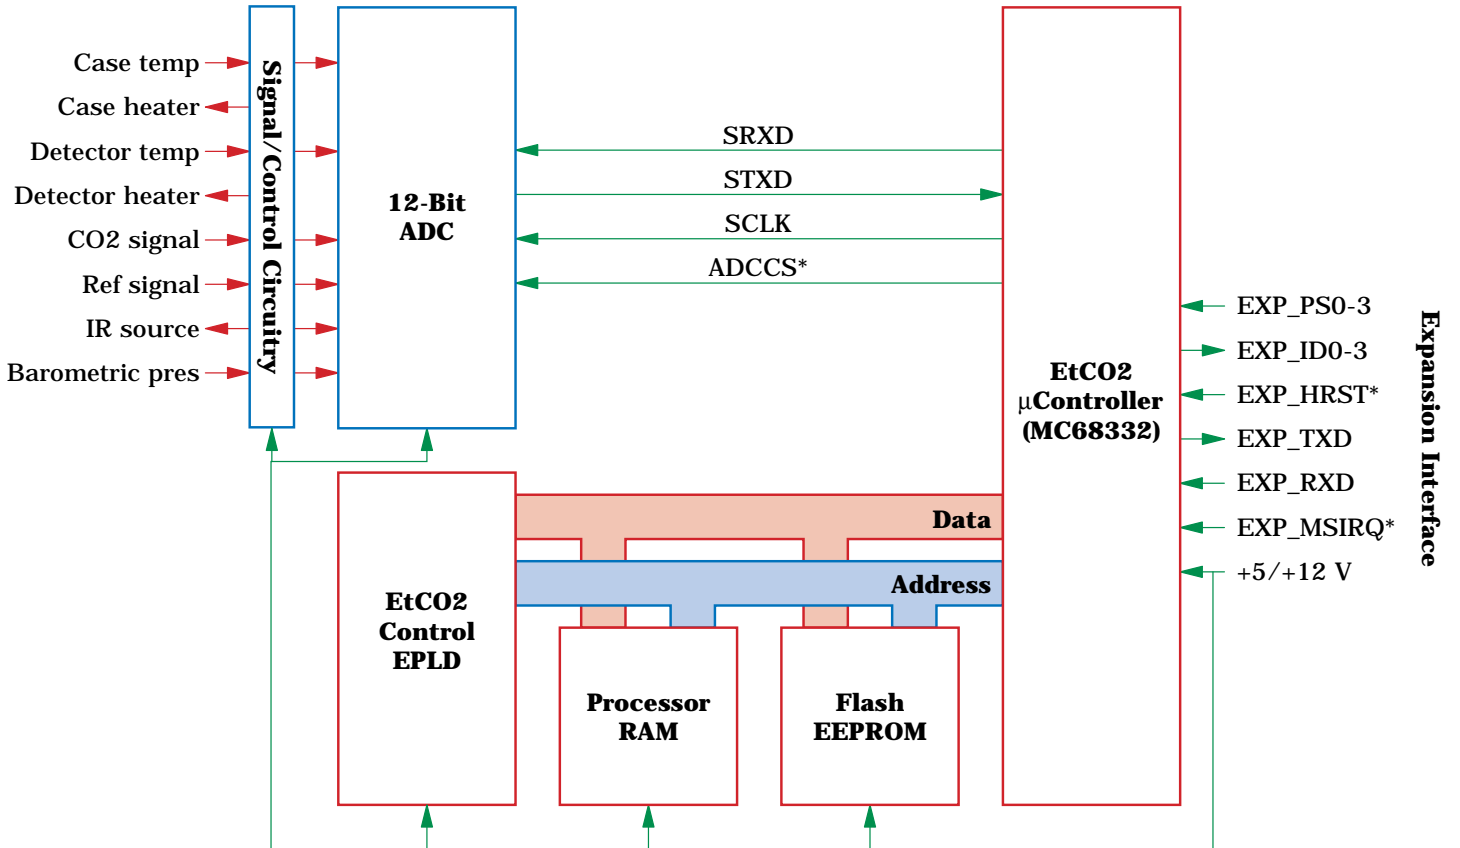 Case temp
Case heater
Detector temp
Detector heater
CO2 signal
Ref signal
IR source
Barometric pres
Signal/Control Circuitry
12-Bit
ADC
SRXD
STXD
SCLK
ADCCS*
EtCO2
µController
(MC68332)
EXP_PS0-3
EXP_ID0-3
EXP_HRST*
EXP_TXD
EXP_RXD
EXP_MSIRQ*
+5/+12 V
Expansion Interface
Data
Address
EtCO2
Control
EPLD
Processor
RAM
Flash
EEPROM